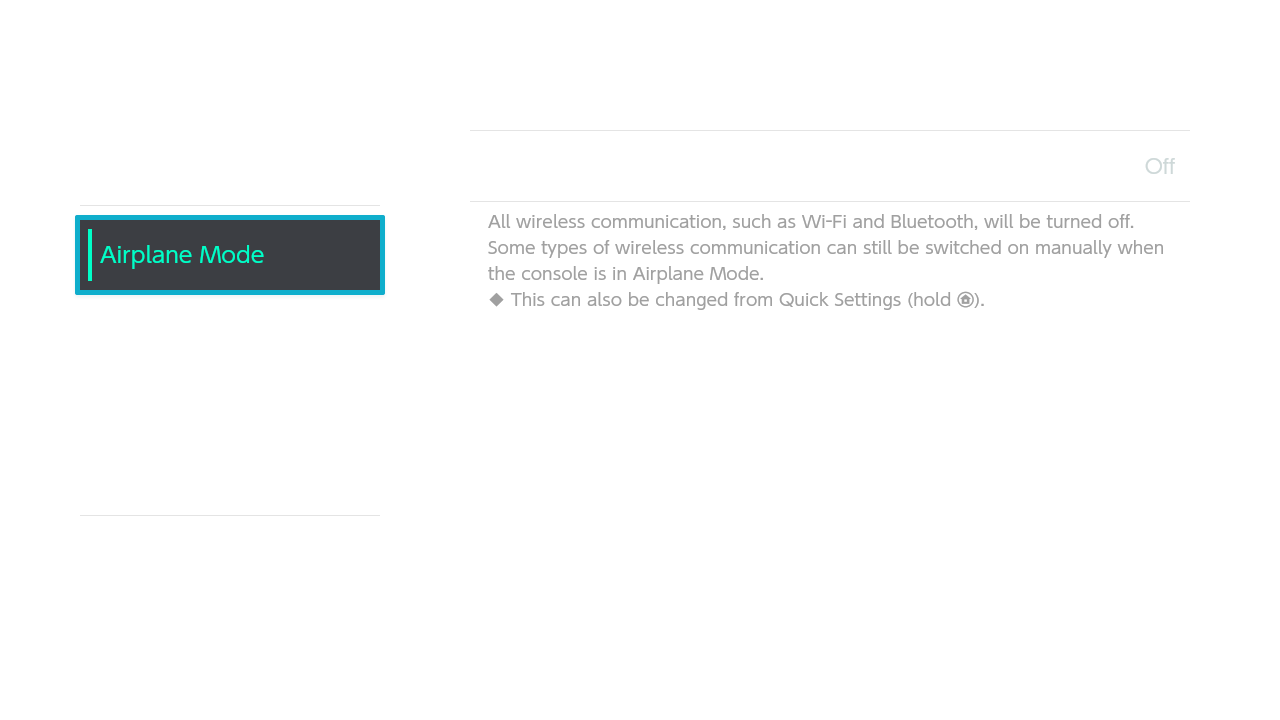 Airplane Mode
Off
All wireless communication, such as Wi-Fi and Bluetooth, will be turned off.
Some types of wireless communication can still be switched on manually when
the console is in Airplane Mode.
◆ This can also be changed from Quick Settings (hold ).